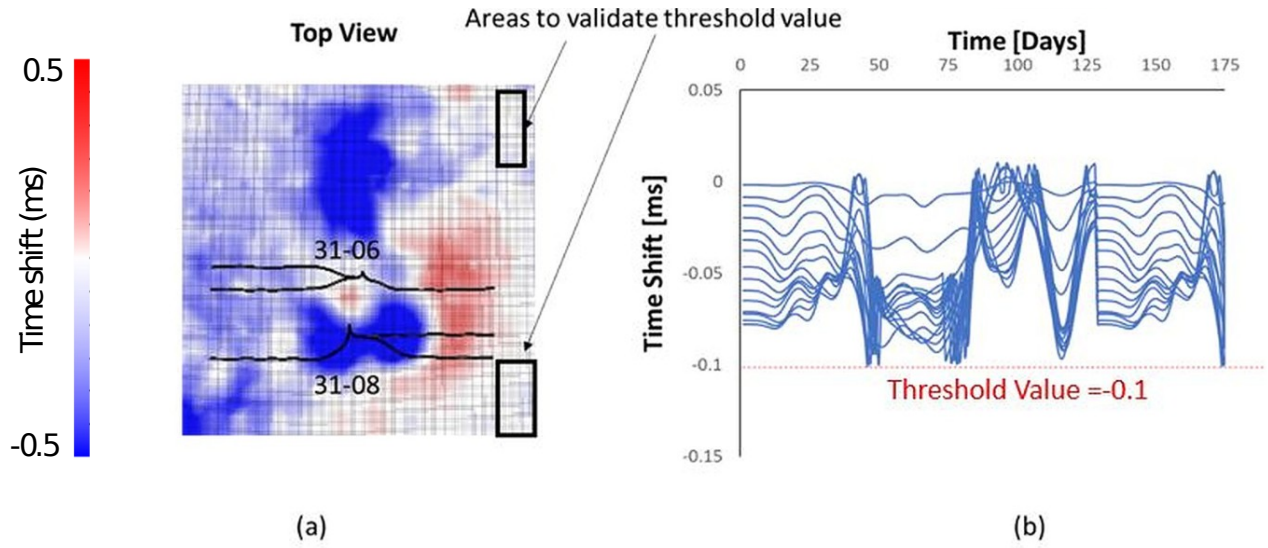 Areas to validate threshold value
Top View
0.5
Time shift (ms)
-0.5
31-06
31-08
(a)
Time [Days]
0 25 50 75 100 125 150 175
0.05
0
-0.05
-0.1
-0.15
Time Shift [ms]
Threshold Value =-0.1
(b)